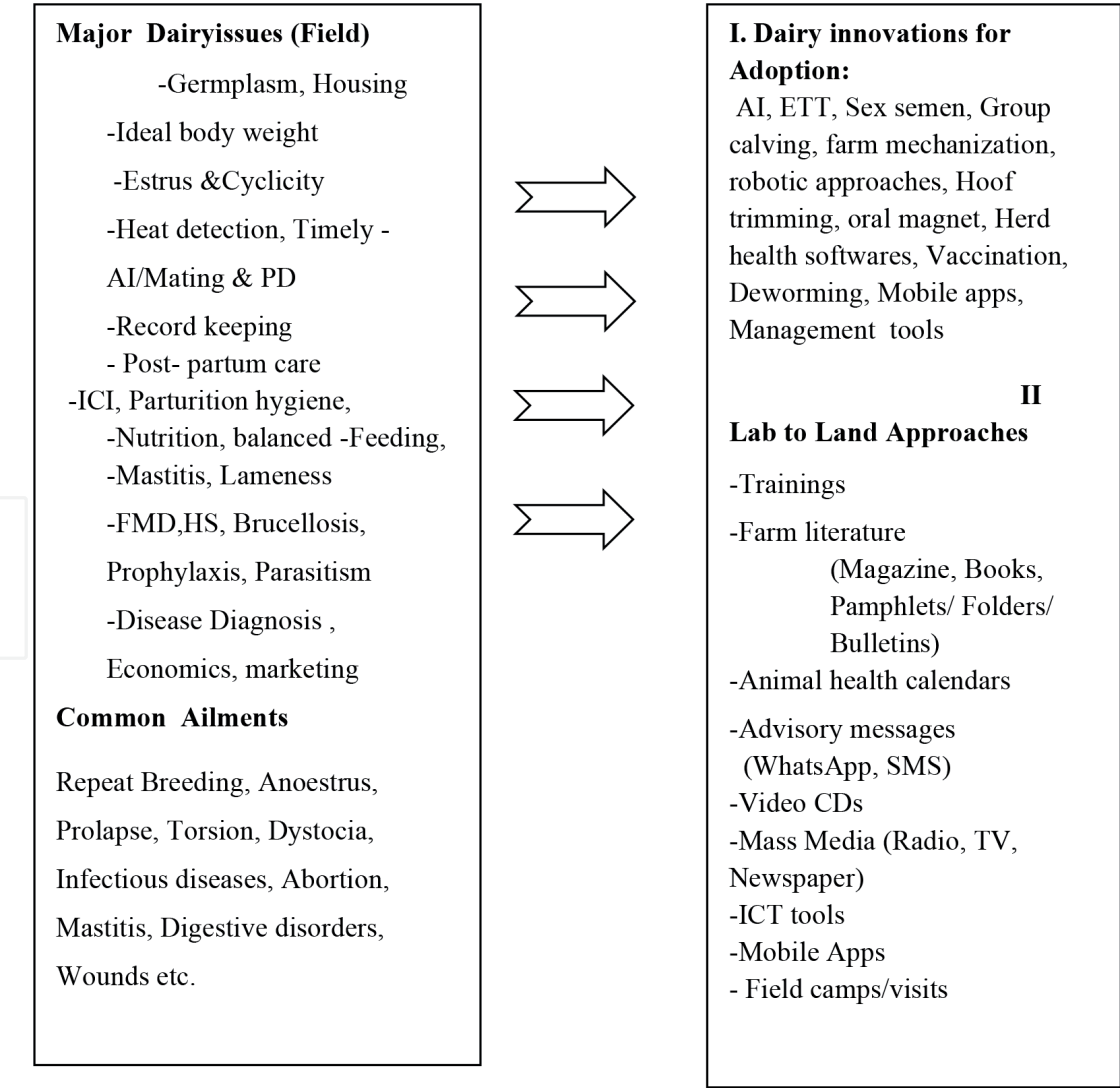 Major Dairyissues (Field)
-Germplasm, Housing
-Ideal body weight
-Estrus &Cyclicity
-Heat detection, Timely -
AI/Mating & PD
-Record keeping
- Post- partum care
-ICI, Parturition hygiene,
-Nutrition, balanced -Feeding,
-Mastitis, Lameness
-FMD,HS, Brucellosis,
Prophylaxis, Parasitism
-Disease Diagnosis ,
Economics, marketing
Common Ailments
Repeat Breeding, Anoestrus,
Prolapse, Torsion, Dystocia,
Infectious diseases, Abortion,
Mastitis, Digestive disorders,
Wounds etc.
I. Dairy innovations for
Adoption:
AI, ETT, Sex semen, Group
calving, farm mechanization,
robotic approaches, Hoof
trimming, oral magnet, Herd
health softwares, Vaccination,
Deworming, Mobile apps,
Management tools
II
Lab to Land Approaches
-Trainings
-Farm literature
(Magazine, Books,
Pamphlets/ Folders/
Bulletins)
-Animal health calendars
-Advisory messages
(WhatsApp, SMS)
-Video CDs
-Mass Media (Radio, TV,
Newspaper)
-ICT tools
-Mobile Apps
- Field camps/visits